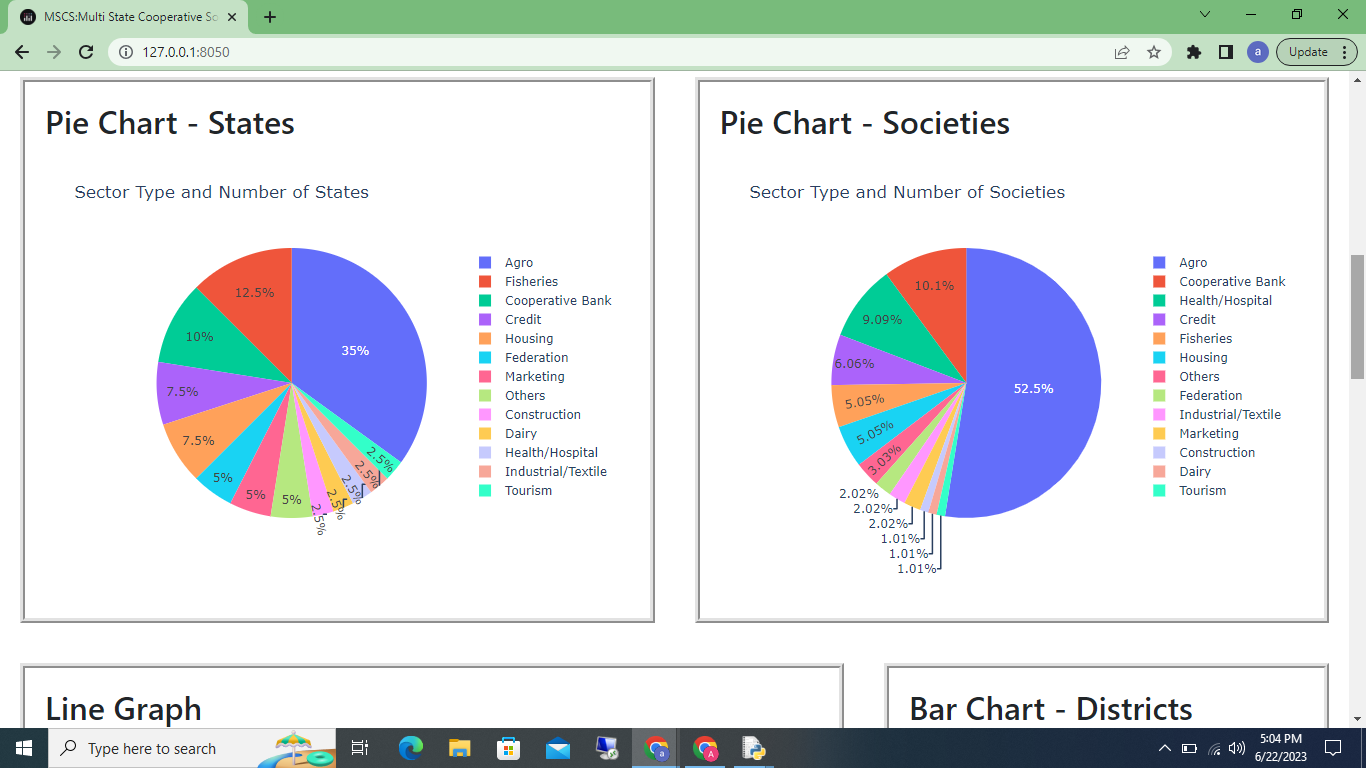 MSCS:Multi State Cooperative So
127.0.0.1:8050
a
Update
Pie Chart - States
Sector Type and Number of States
35%
12.5%
10%
7.5%
7.5%
5%
5%
5%
2.5%
2.5%
2.5%
2.5%
2.5%
Agro
Fisheries
Cooperative Bank
Credit
Housing
Federation
Marketing
Others
Construction
Dairy
Health/Hospital
Industrial/Textile
Tourism
Pie Chart - Societies
Sector Type and Number of Societies
52.5%
10.1%
9.09%
6.06%
5.05%
5.05%
3.03%
2.02%
2.02%
2.02%
1.01%
1.01%
1.01%
Agro
Cooperative Bank
Health/Hospital
Credit
Fisheries
Housing
Others
Federation
Industrial/Textile
Marketing
Construction
Dairy
Tourism
Line Graph
Bar Chart - Districts
Type here to search
a
A
5:04 PM
6/22/2023